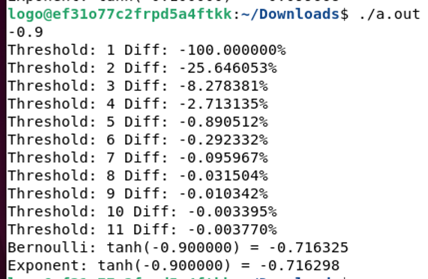 logo@ef31o77c2frpd5a4ftkk:~/Downloads$ ./a.out
-0.9
Threshold: 1 Diff: -100.000000%
Threshold: 2 Diff: -25.646053%
Threshold: 3 Diff: -8.278381%
Threshold: 4 Diff: -2.713135%
Threshold: 5 Diff: -0.890512%
Threshold: 6 Diff: -0.292332%
Threshold: 7 Diff: -0.095967%
Threshold: 8 Diff: -0.031504%
Threshold: 9 Diff: -0.010342%
Threshold: 10 Diff: -0.003395%
Threshold: 11 Diff: -0.003770%
Bernoulli: tanh(-0.900000) = -0.716325
Exponent: tanh(-0.900000) = -0.716298